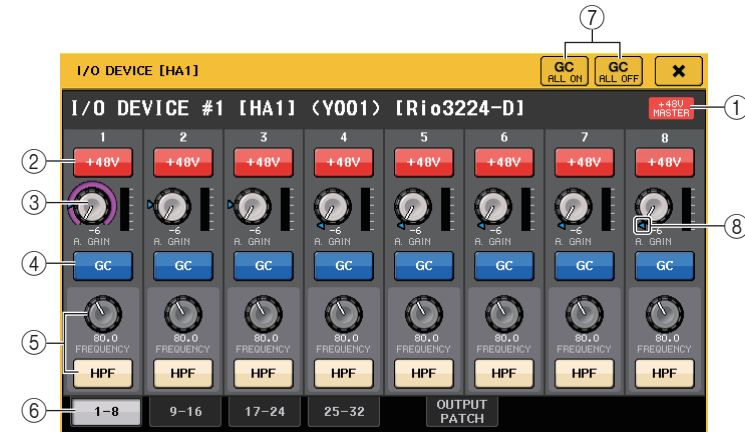 ⑦
I/O DEVICE [HA1]
GC ALL ON
GC ALL OFF
×
I/O DEVICE #1 [HA1] (Y001) [Rio3224-D]
+48V MASTER
①
1 2 3 4 5 6 7 8
② +48V +48V +48V +48V +48V +48V +48V +48V
③
-6 -6 -6 -6 -6 -6 -6 -6
⑧
A. GAIN A. GAIN A. GAIN A. GAIN A. GAIN A. GAIN A. GAIN A. GAIN
④ GC GC GC GC GC GC GC GC
⑤
80.0 80.0 80.0 80.0 80.0 80.0 80.0 80.0
FREQUENCY FREQUENCY FREQUENCY FREQUENCY FREQUENCY FREQUENCY FREQUENCY FREQUENCY
HPF HPF HPF HPF HPF HPF HPF HPF
⑥ 1-8 9-16 17-24 25-32 OUTPUT PATCH